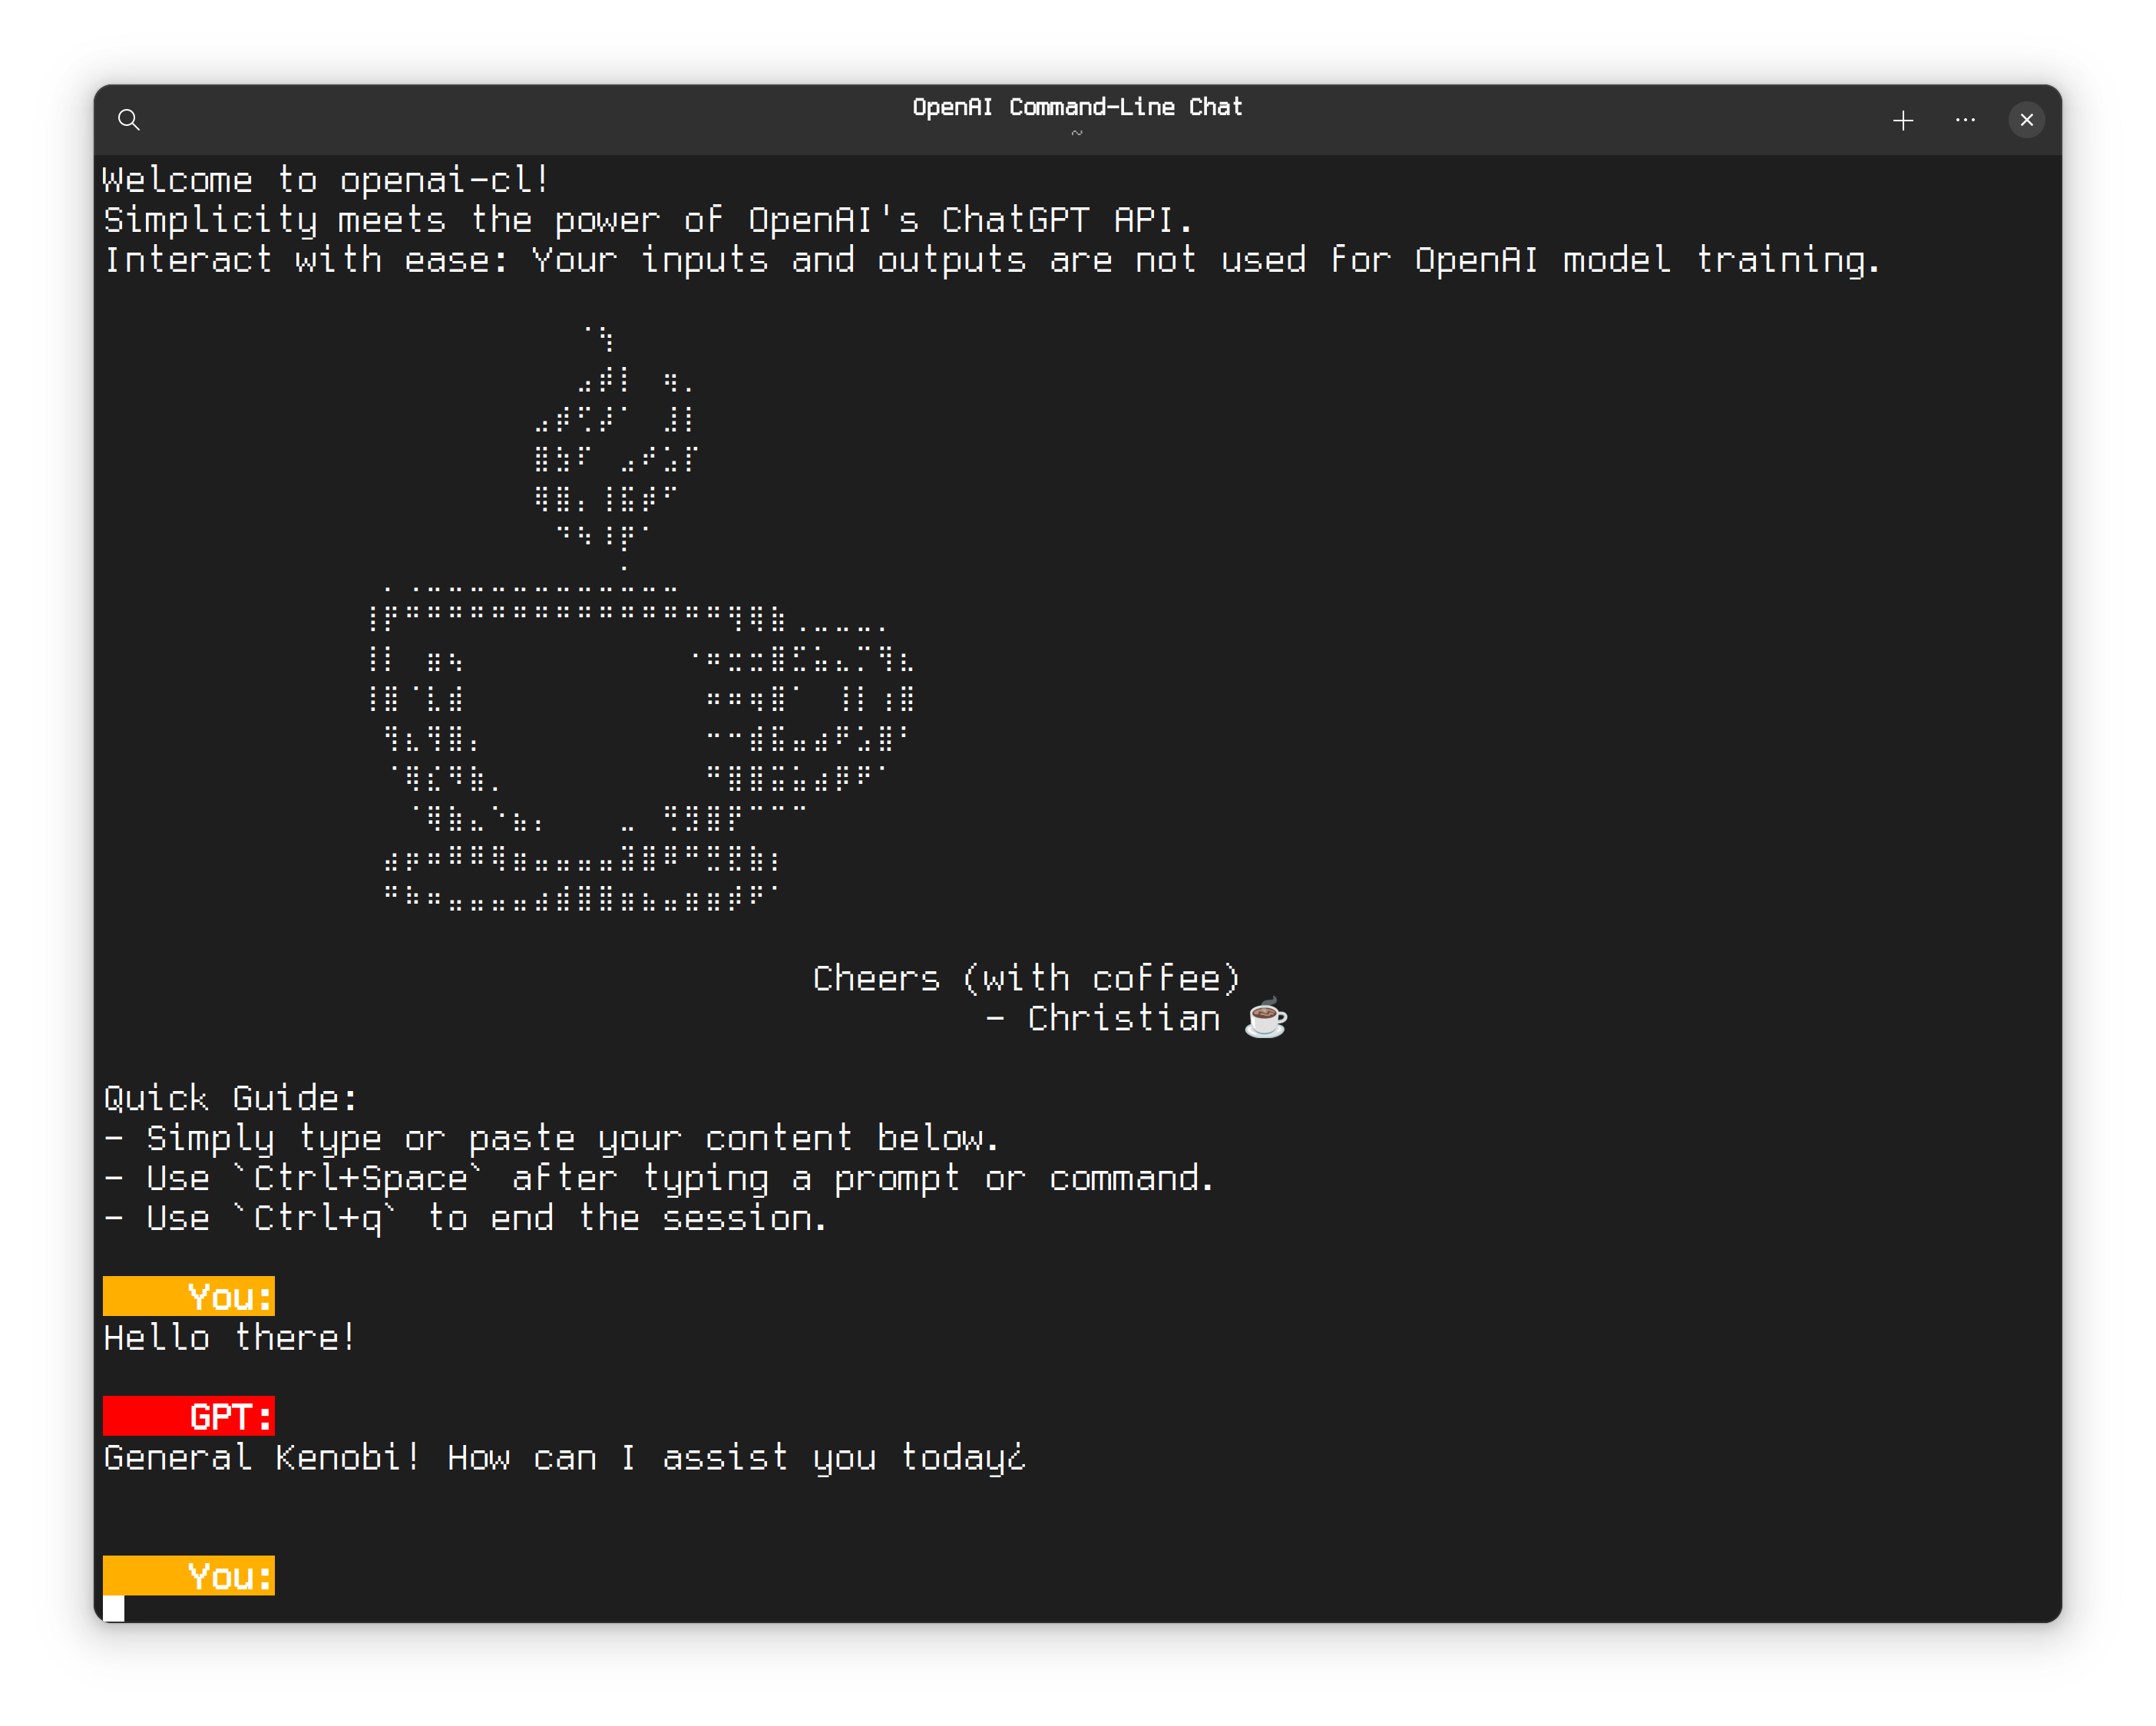 OpenAI Command-Line Chat
~
Welcome to openai-cl!
Simplicity meets the power of OpenAI's ChatGPT API.
Interact with ease: Your inputs and outputs are not used for OpenAI model training.
Cheers (with coffee)
- Christian ☕
Quick Guide:
- Simply type or paste your content below.
- Use `Ctrl+Space` after typing a prompt or command.
- Use `Ctrl+q` to end the session.
You:
Hello there!
GPT:
General Kenobi! How can I assist you today¿
You: